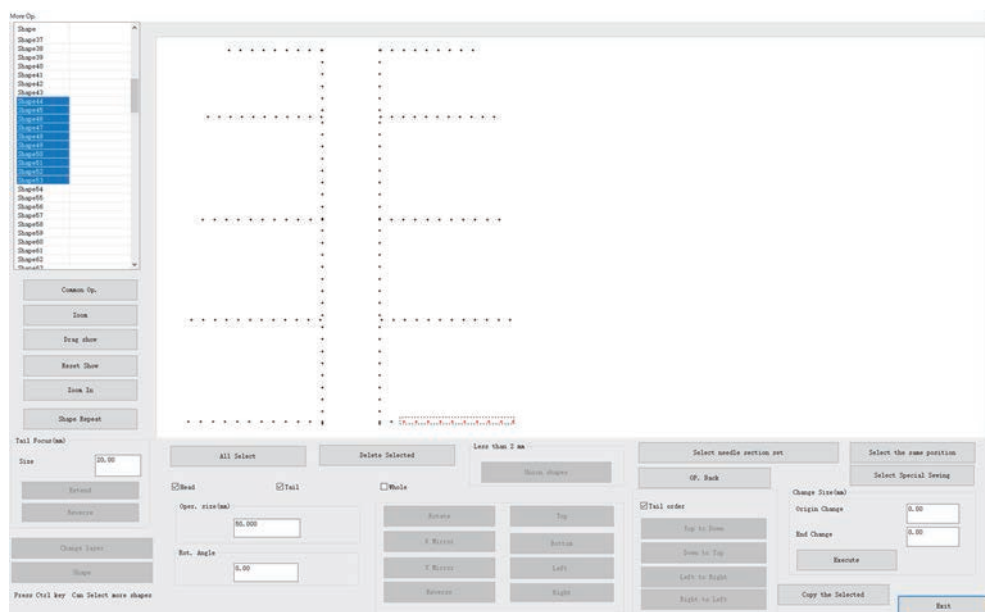 More Op.
Shape
Shape37
Shape38
Shape39
Shape40
Shape41
Shape42
Shape43
Shape44
Shape45
Shape46
Shape47
Shape48
Shape49
Shape50
Shape51
Shape52
Shape53
Shape54
Shape55
Shape56
Shape57
Shape58
Shape59
Shape60
Shape61
Shape62
Shape63
Common Op.
Zoom
Drag show
Reset Show
Zoom In
Shape Repeat
Tail Focus(mm)
Size 20.00
Extend
Reverse
Change layer
Shape
Press Ctrl key Can Select more shapes
All Select
Delete Selected
Less than 2 mm
Union shapes
Head
Tail
Whole
Oper. size(mm)
50.000
Rot. Angle
0.00
Rotate
X Mirror
Y Mirror
Reverse
Top
Bottom
Left
Right
Select needle section set
Select the same position
OP. Back
Select Special Sewing
Tail order
Top to Down
Down to Top
Left to Right
Right to Left
Change Size(mm)
Origin Change 0.00
End Change 0.00
Execute
Copy the Selected
Exit